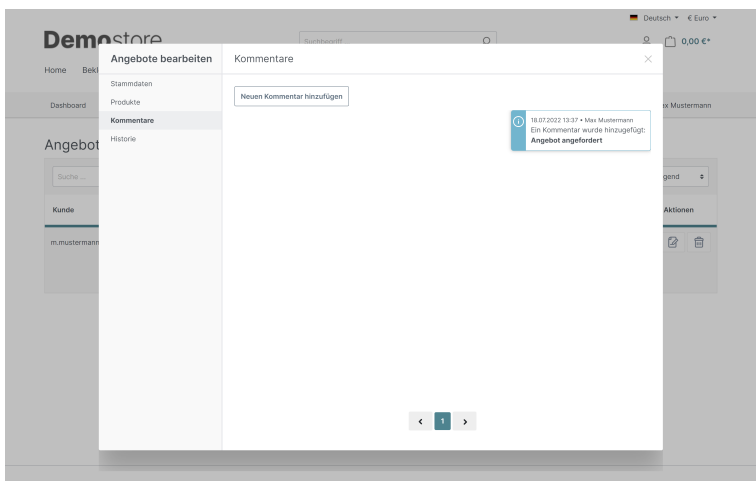 Deutsch
€ Euro
Demostore
Suchbegriff
0,00 €*
Home Bekl
Angebote bearbeiten
Kommentare
Stammdaten
Produkte
Kommentare
Historie
Neuen Kommentar hinzufügen
18.07.2022 13:37 • Max Mustermann
Ein Kommentar wurde hinzugefügt:
Angebot angefordert
Dashboard
ax Mustermann
Angebot
Suche ...
gend
Kunde
Aktionen
m.mustermann
1